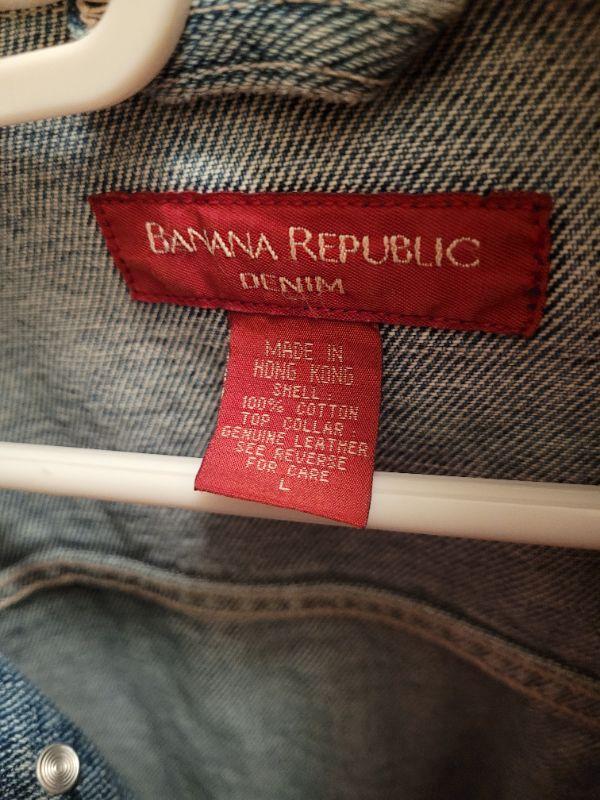 BANANA REPUBLIC
DENIM
MADE IN
HONG KONG
SHELL:
100% COTTON
TOP COLLAR
GENUINE LEATHER
SEE REVERSE
FOR CARE
L